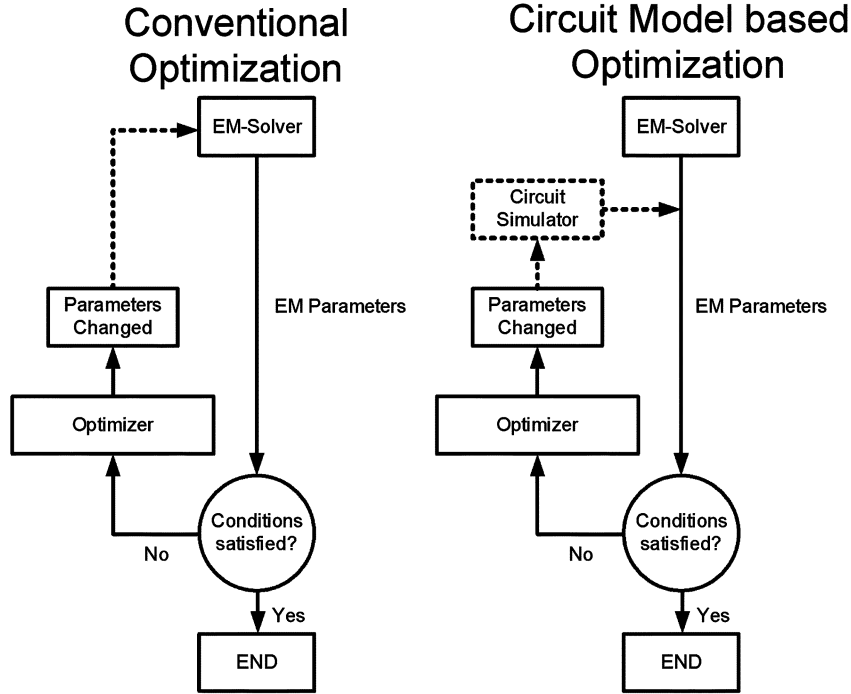 Conventional
Optimization
EM-Solver
Parameters
Changed
EM Parameters
Optimizer
Conditions
satisfied?
No
Yes
END
Circuit Model based
Optimization
EM-Solver
Circuit
Simulator
Parameters
Changed
EM Parameters
Optimizer
Conditions
satisfied?
No
Yes
END